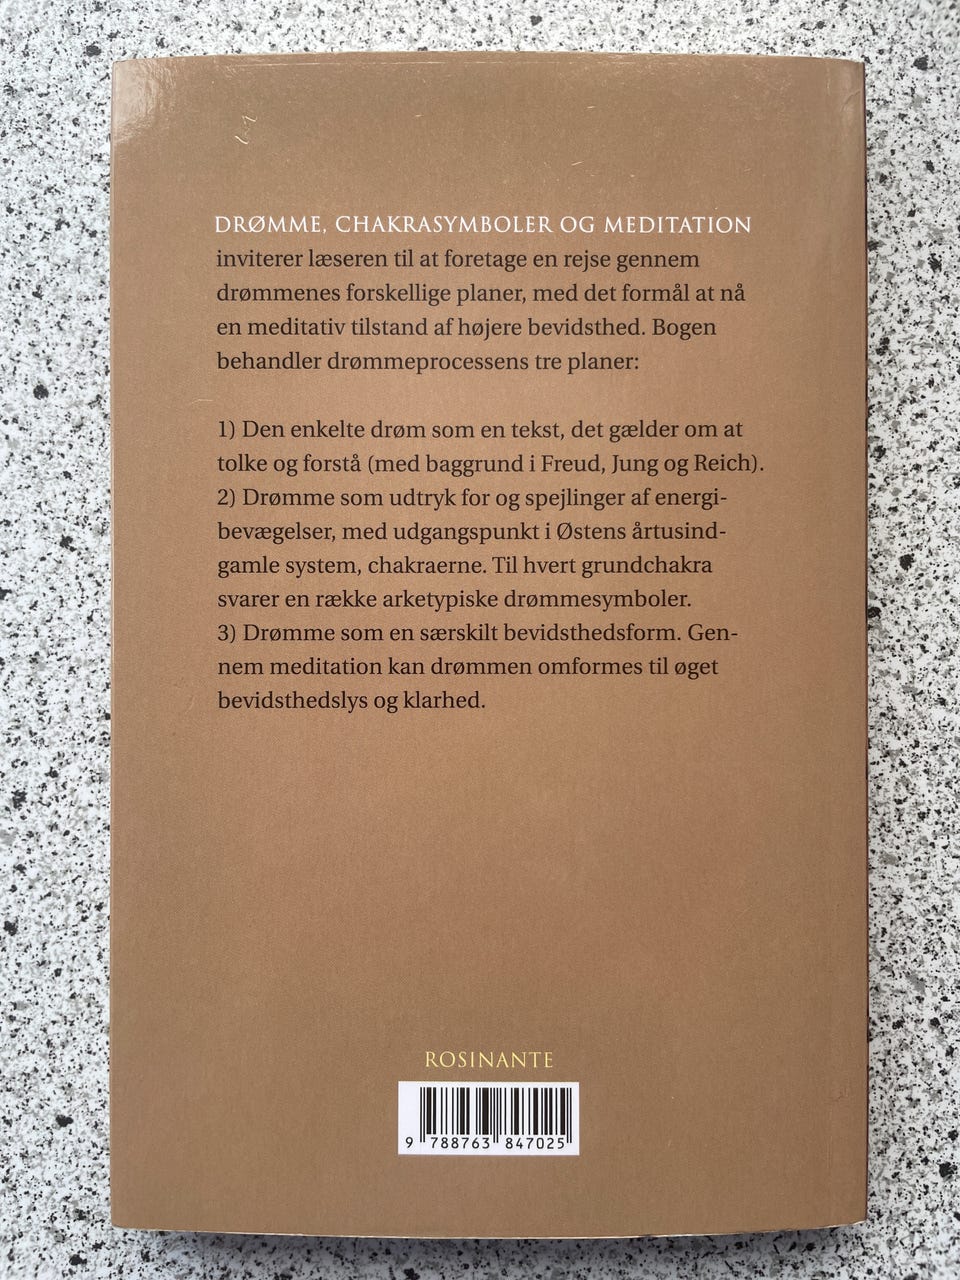 DRØMME, CHAKRASYMBOLER OG MEDITATION
inviterer læseren til at foretage en rejse gennem
drømmenes forskellige planer, med det formål at nå
en meditativ tilstand af højere bevidsthed. Bogen
behandler drømmeprocessens tre planer:
1) Den enkelte drøm som en tekst, det gælder om at
tolke og forstå (med baggrund i Freud, Jung og Reich).
2) Drømme som udtryk for og spejlinger af energi-
bevægelser, med udgangspunkt i Østens årtusind-
gamle system, chakraerne. Til hvert grundchakra
svarer en række arketypiske drømmesymboler.
3) Drømme som en særskilt bevidsthedsform. Gen-
nem meditation kan drømmen omformes til øget
bevidsthedslys og klarhed.
ROSINANTE
9 788763 847025